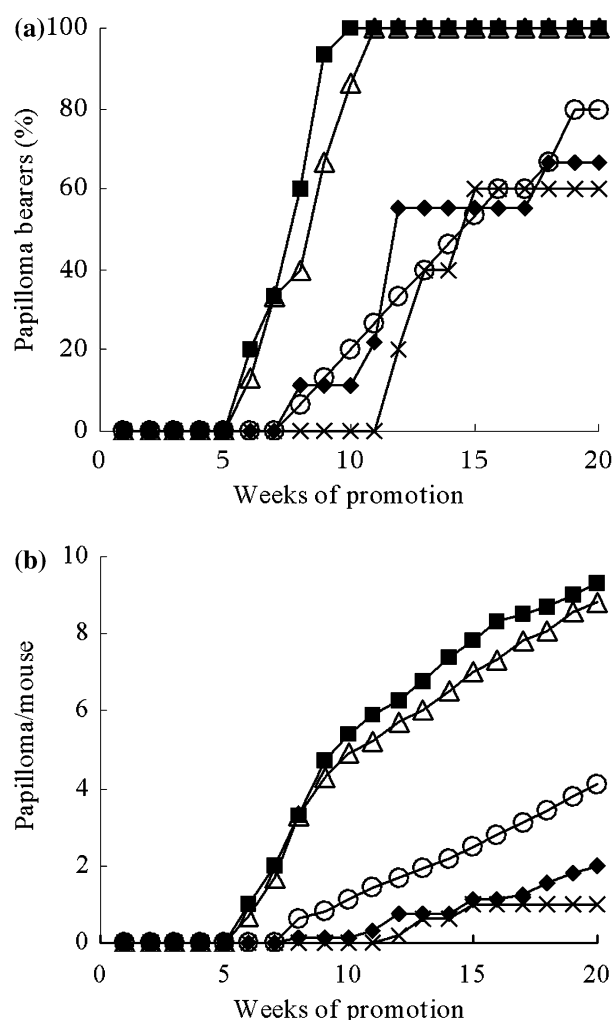 (a)
100
80
60
40
20
0
Papilloma bearers (%)
0 5 10 15 20
Weeks of promotion
(b)
10
8
6
4
2
0
Papilloma/mouse
0 5 10 15 20
Weeks of promotion